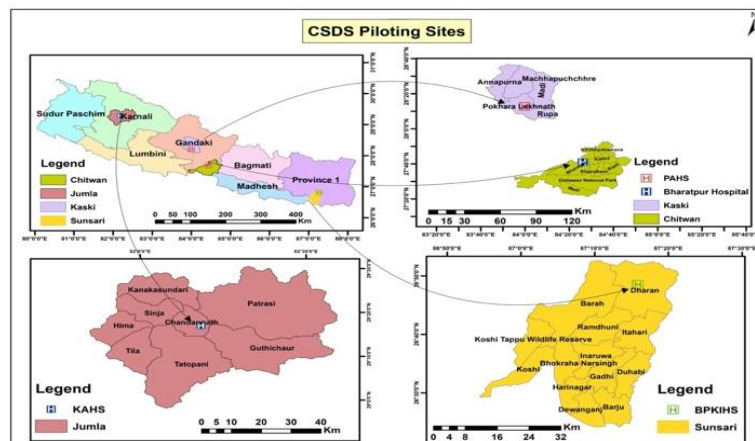 CSDS Piloting Sites
N
Sudur Paschim
Karnali
Gandaki
Lumbini
Bagmati
Madhesh
Province 1
Legend
Chitwan
Jumla
Kaski
Sunsari
0 50 100 200 300 400
Km
Annapurna
Machhapuchchhre
Madi
Pokhara Lekhnath
Rupa
Chitwan National Park
Madi
Legend
H PAHS
H Bharatpur Hospital
Kaski
Chitwan
Km
0 15 30 60 90 120
Kanakasundari
Patrasi
Sinja
Hima
Chandannath
Tila
Guthichaur
Tatopani
Legend
H KAHS
Jumla
0 5 10 20 30 40
Km
Dharan
Barah
Ramdhuni
Itahari
Koshi Tappu Wildlife Reserve
Inaruwa
Koshi
Bhokraha Narsingh
Duhabi
Gadhi
Harinagar
Dewanganj
Barju
Legend
H BPKIHS
Sunsari
0 4 8 16 24 32
Km